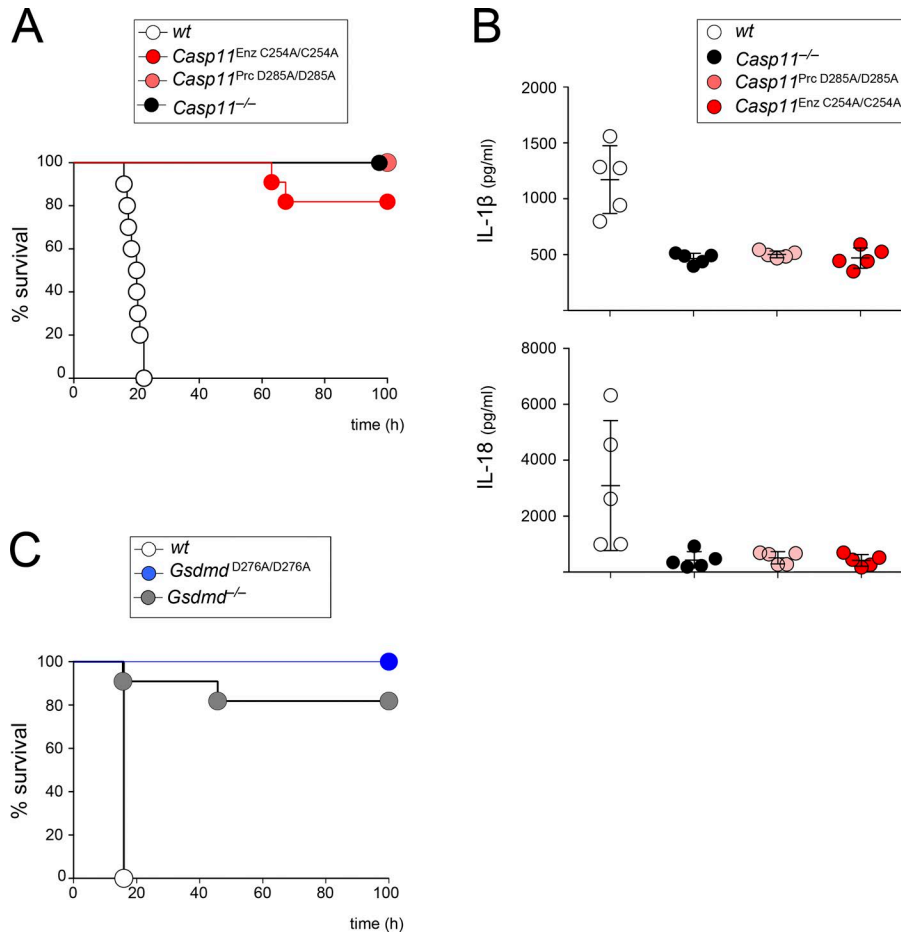 A
wt
Casp11Enz C254A/C254A
Casp11Prc D285A/D285A
Casp11–/–
100
80
60
40
20
0
% survival
0 20 40 60 80 100
time (h)
B
wt
Casp11–/–
Casp11Prc D285A/D285A
Casp11Enz C254A/C254A
2000
1500
1000
500
IL-1β (pg/ml)
8000
6000
4000
2000
0
IL-18 (pg/ml)
C
wt
Gsdmd D276A/D276A
Gsdmd–/–
100
80
60
40
20
0
% survival
0 20 40 60 80 100
time (h)